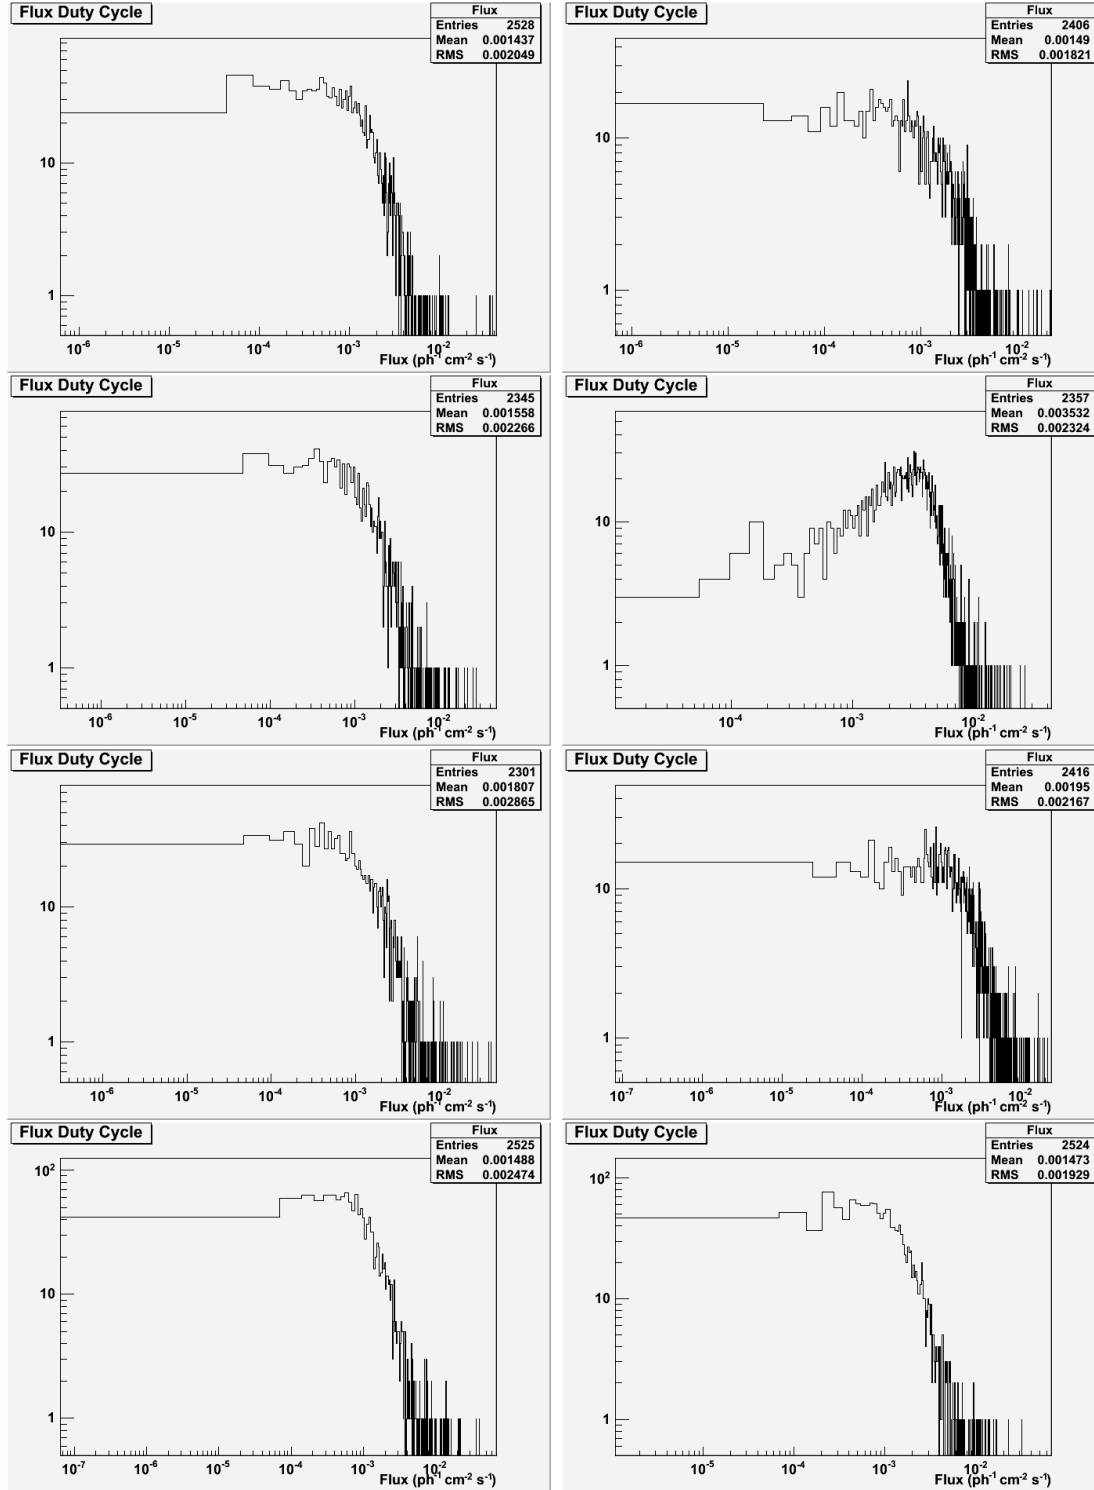 Flux Duty Cycle
Flux
Entries 2528
Mean 0.001437
RMS 0.002049
10
1
10⁻⁶ 10⁻⁵ 10⁻⁴ 10⁻³ 10⁻²
Flux (ph⁻¹ cm⁻² s⁻¹)
Flux Duty Cycle
Flux
Entries 2406
Mean 0.00149
RMS 0.001821
10
1
10⁻⁶ 10⁻⁵ 10⁻⁴ 10⁻³ 10⁻²
Flux (ph⁻¹ cm⁻² s⁻¹)
Flux Duty Cycle
Flux
Entries 2345
Mean 0.001558
RMS 0.002266
10
1
10⁻⁶ 10⁻⁵ 10⁻⁴ 10⁻³ 10⁻²
Flux (ph⁻¹ cm⁻² s⁻¹)
Flux Duty Cycle
Flux
Entries 2357
Mean 0.003532
RMS 0.002324
10
1
10⁻⁴ 10⁻³ 10⁻²
Flux (ph⁻¹ cm⁻² s⁻¹)
Flux Duty Cycle
Flux
Entries 2301
Mean 0.001807
RMS 0.002865
10
1
10⁻⁶ 10⁻⁵ 10⁻⁴ 10⁻³ 10⁻²
Flux (ph⁻¹ cm⁻² s⁻¹)
Flux Duty Cycle
Flux
Entries 2416
Mean 0.00195
RMS 0.002167
10
1
10⁻⁷ 10⁻⁶ 10⁻⁵ 10⁻⁴ 10⁻³ 10⁻²
Flux (ph⁻¹ cm⁻² s⁻¹)
Flux Duty Cycle
Flux
Entries 2525
Mean 0.001488
RMS 0.002474
10²
10
1
10⁻⁷ 10⁻⁶ 10⁻⁵ 10⁻⁴ 10⁻³ 10⁻²
Flux (ph⁻¹ cm⁻² s⁻¹)
Flux Duty Cycle
Flux
Entries 2524
Mean 0.001473
RMS 0.001929
10²
10
1
10⁻⁵ 10⁻⁴ 10⁻³ 10⁻²
Flux (ph⁻¹ cm⁻² s⁻¹)